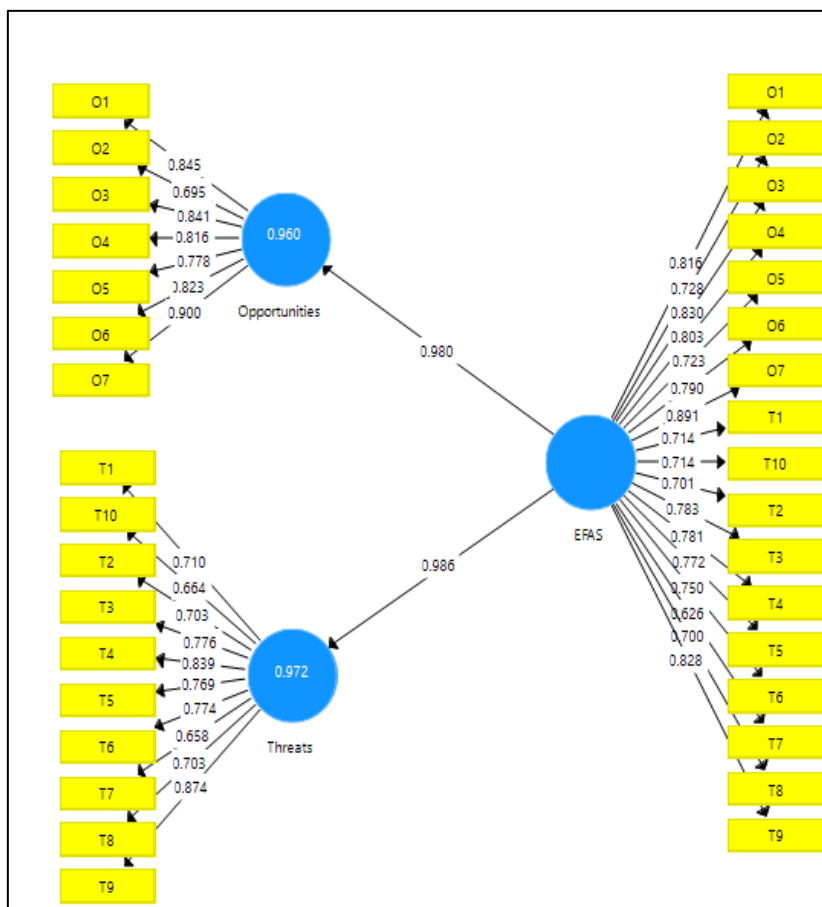 O1
O2
O3
O4
O5
O6
O7
0.845
0.695
0.841
0.816
0.778
0.823
0.900
0.960
Opportunities
T1
T10
T2
T3
T4
T5
T6
T7
T8
T9
0.710
0.664
0.703
0.776
0.839
0.769
0.774
0.658
0.703
0.874
0.972
Threats
0.980
0.986
EFAS
0.816
0.728
0.830
0.803
0.723
0.790
0.891
0.714
0.714
0.701
0.783
0.781
0.772
0.750
0.626
0.700
0.828
O1
O2
O3
O4
O5
O6
O7
T1
T10
T2
T3
T4
T5
T6
T7
T8
T9